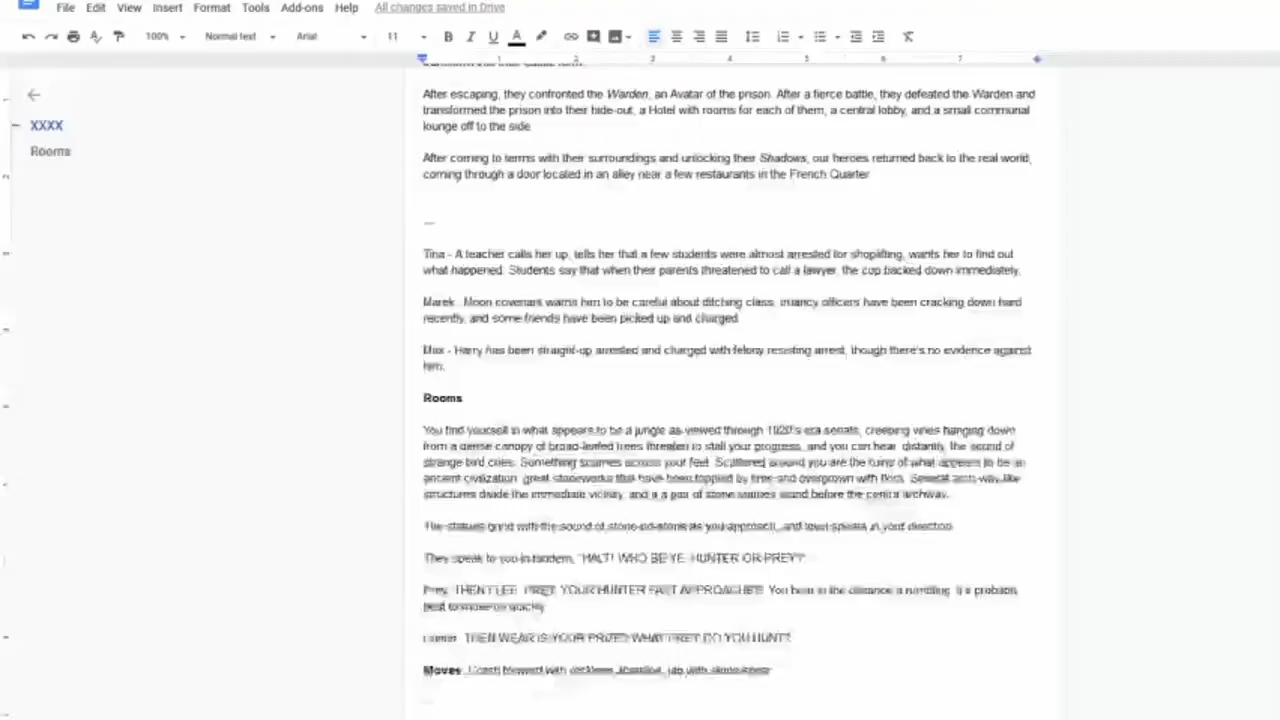 File Edit View Insert Format Tools Add-ons Help All changes saved in Drive
100% Normal text Arial 11 B I U A
1 2 3 4 5 6 7
XXXX
Rooms
After escaping, they confronted the Warden, an Avatar of the prison. After a fierce battle, they defeated the Warden and
transformed the prison into their hide-out, a Hotel with rooms for each of them, a central lobby, and a small communal
lounge off to the side.
After coming to terms with their surroundings and unlocking their Shadows, our heroes returned back to the real world,
coming through a door located in an alley near a few restaurants in the French Quarter
Tina - A teacher calls her up, tells her that a few students were almost arrested for shoplifting, wants her to find out
what happened. Students say that when their parents threatened to call a lawyer, the cop backed down immediately.
Marek - Moon covenant warns him to be careful about ditching class, truancy officers have been cracking down hard
recently, and some friends have been picked up and charged.
Max - Harry has been straight-up arrested and charged with felony resisting arrest, though there's no evidence against
him.
Rooms
You find yourself in what appears to be a jungle as viewed through 1920's era serials, creeping vines hanging down
from a dense canopy of broad-leafed trees threaten to stall your progress, and you can hear, distantly, the sound of
strange bird cries. Something scurries across your feet. Scattered around you are the ruins of what appears to be an
ancient civilization, great stoneworks that have been toppled by time and overgrown with flora. Several arch-way-like
structures divide the immediate vicinity, and a pair of stone statues stand before the central archway.
The statues grind with the sound of stone-on-stone as you approach, and level spears in your direction
They speak to you in tandem, "HALT! WHO BE YE, HUNTER OR PREY?"
Prey: THEN FLEE, PREY, YOUR HUNTER FAST APPROACHES! You hear in the distance a rumbling. It's probably
best to move on quickly
THEN WEAR IS YOUR PRIZE? WHAT PREY DO YOU HUNT?
Moves: forward with